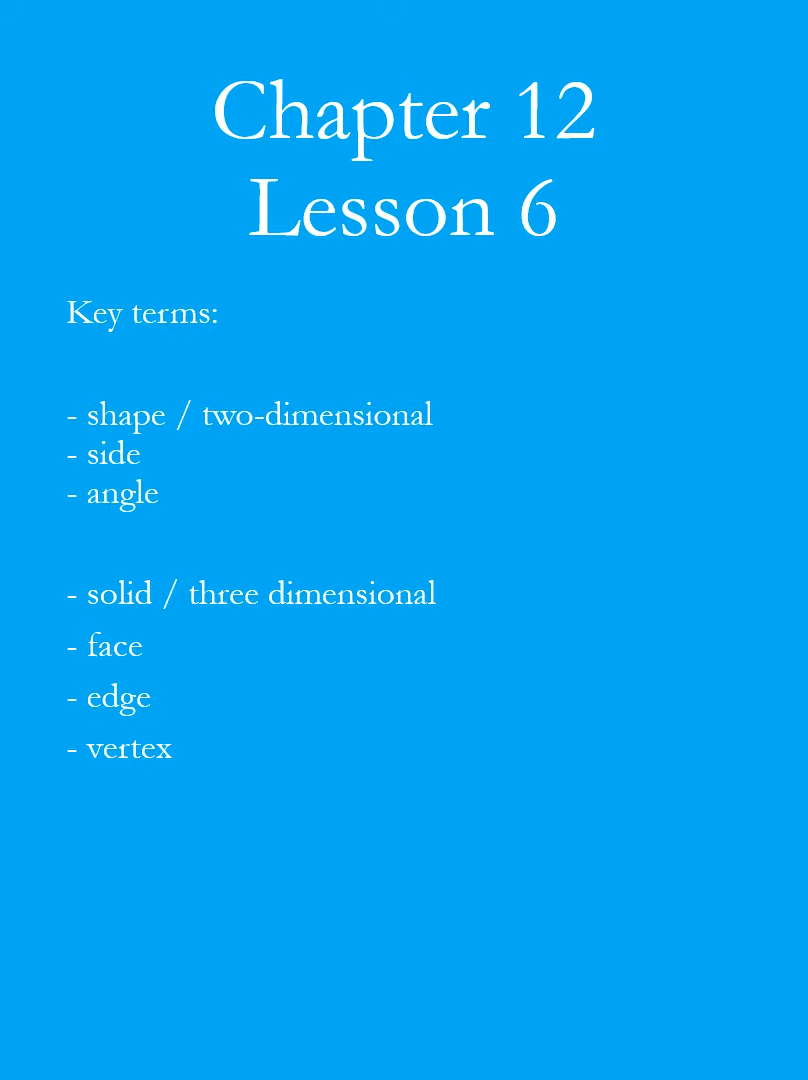 Chapter 12
Lesson 6
Key terms:
- shape / two-dimensional
- side
- angle
- solid / three dimensional
- face
- edge
- vertex